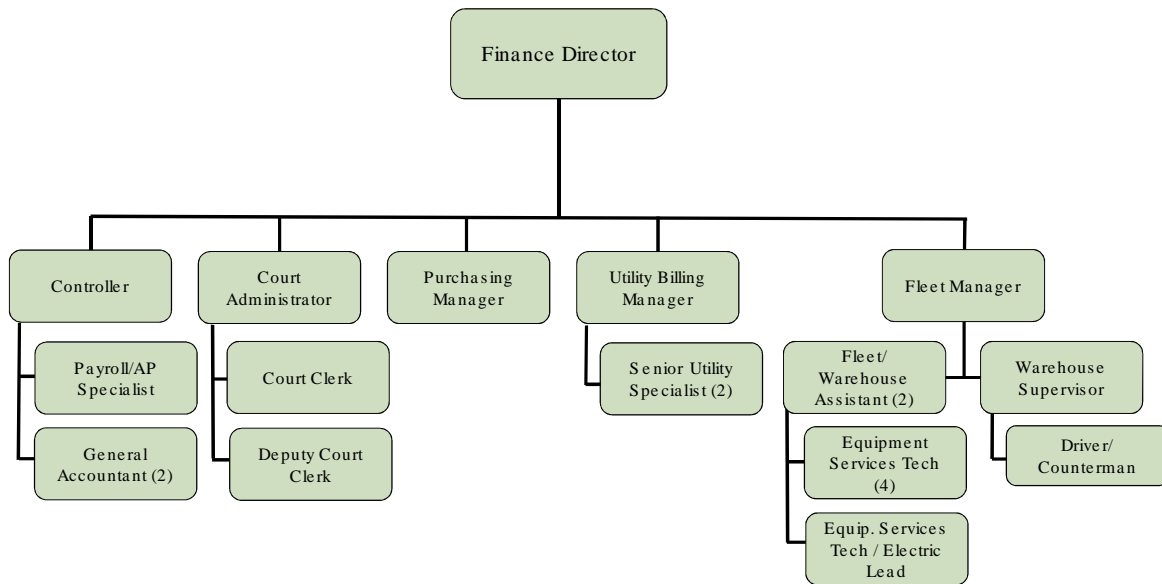 Finance Director
Controller
Court
Administrator
Purchasing
Manager
Utility Billing
Manager
Fleet Manager
Payroll/AP
Specialist
General
Accountant (2)
Court Clerk
Deputy Court
Clerk
Senior Utility
Specialist (2)
Fleet/
Warehouse
Assistant (2)
Warehouse
Supervisor
Equipment
Services Tech
(4)
Driver/
Counterman
Equip. Services
Tech / Electric
Lead